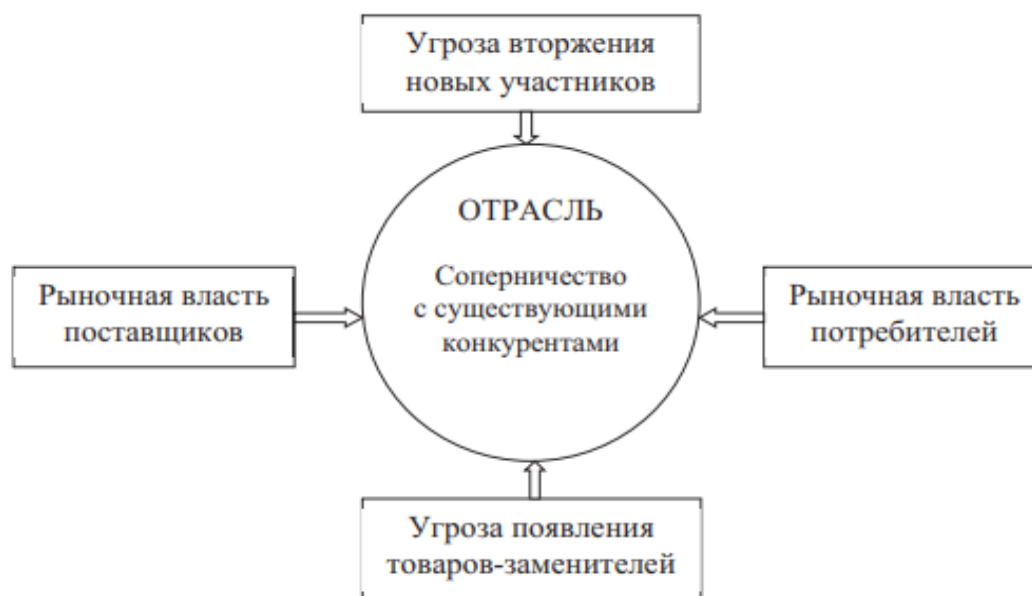 Угроза вторжения
новых участников
ОТРАСЛЬ
Соперничество
с существующими
конкурентами
Рыночная власть
поставщиков
Рыночная власть
потребителей
Угроза появления
товаров-заменителей